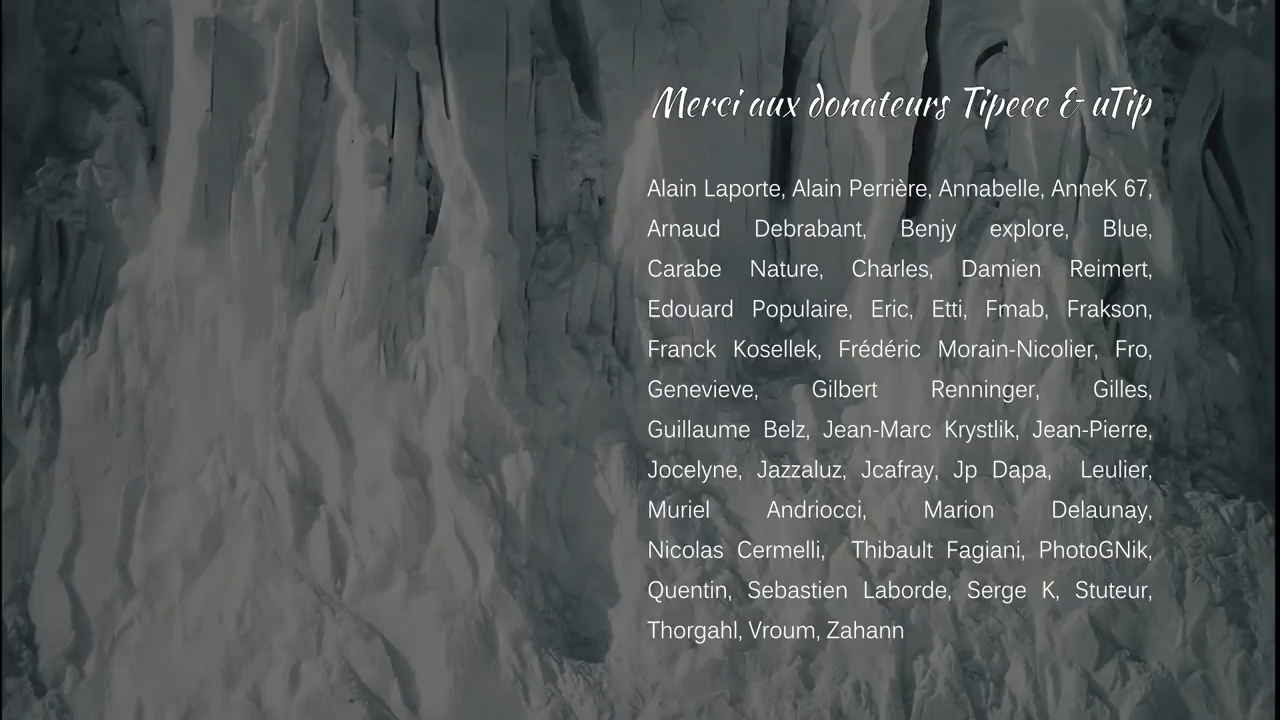 Merci aux donateurs Tipeee & uTip
Alain Laporte, Alain Perrière, Annabelle, AnneK 67,
Arnaud Debrabant, Benjy explore, Blue,
Carabe Nature, Charles, Damien Reimert,
Edouard Populaire, Eric, Etti, Fmab, Frakson,
Franck Kosellek, Frédéric Morain-Nicolier, Fro,
Genevieve, Gilbert Renninger, Gilles,
Guillaume Belz, Jean-Marc Krystlik, Jean-Pierre,
Jocelyne, Jazzaluz, Jcafray, Jp Dapa, Leulier,
Muriel Andriocci, Marion Delaunay,
Nicolas Cermelli, Thibault Fagiani, PhotoGNik,
Quentin, Sebastien Laborde, Serge K, Stuteur,
Thorgahl, Vroum, Zahann